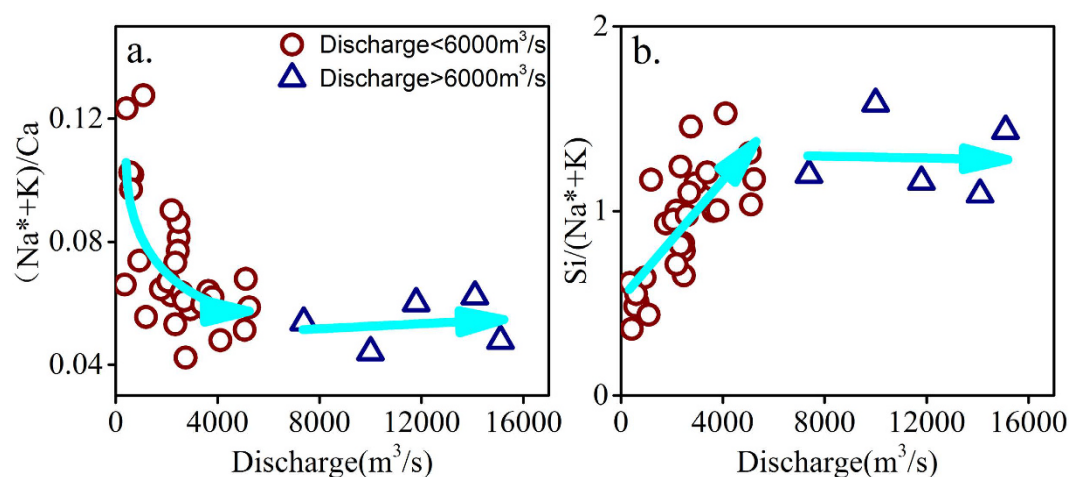 a.
Discharge<6000m³/s
Discharge>6000m³/s
(Na*+K)/Ca
0.12
0.08
0.04
0 4000 8000 12000 16000
Discharge(m³/s)
b.
Si/(Na*+K)
2
1
0
0 4000 8000 12000 16000
Discharge(m³/s)